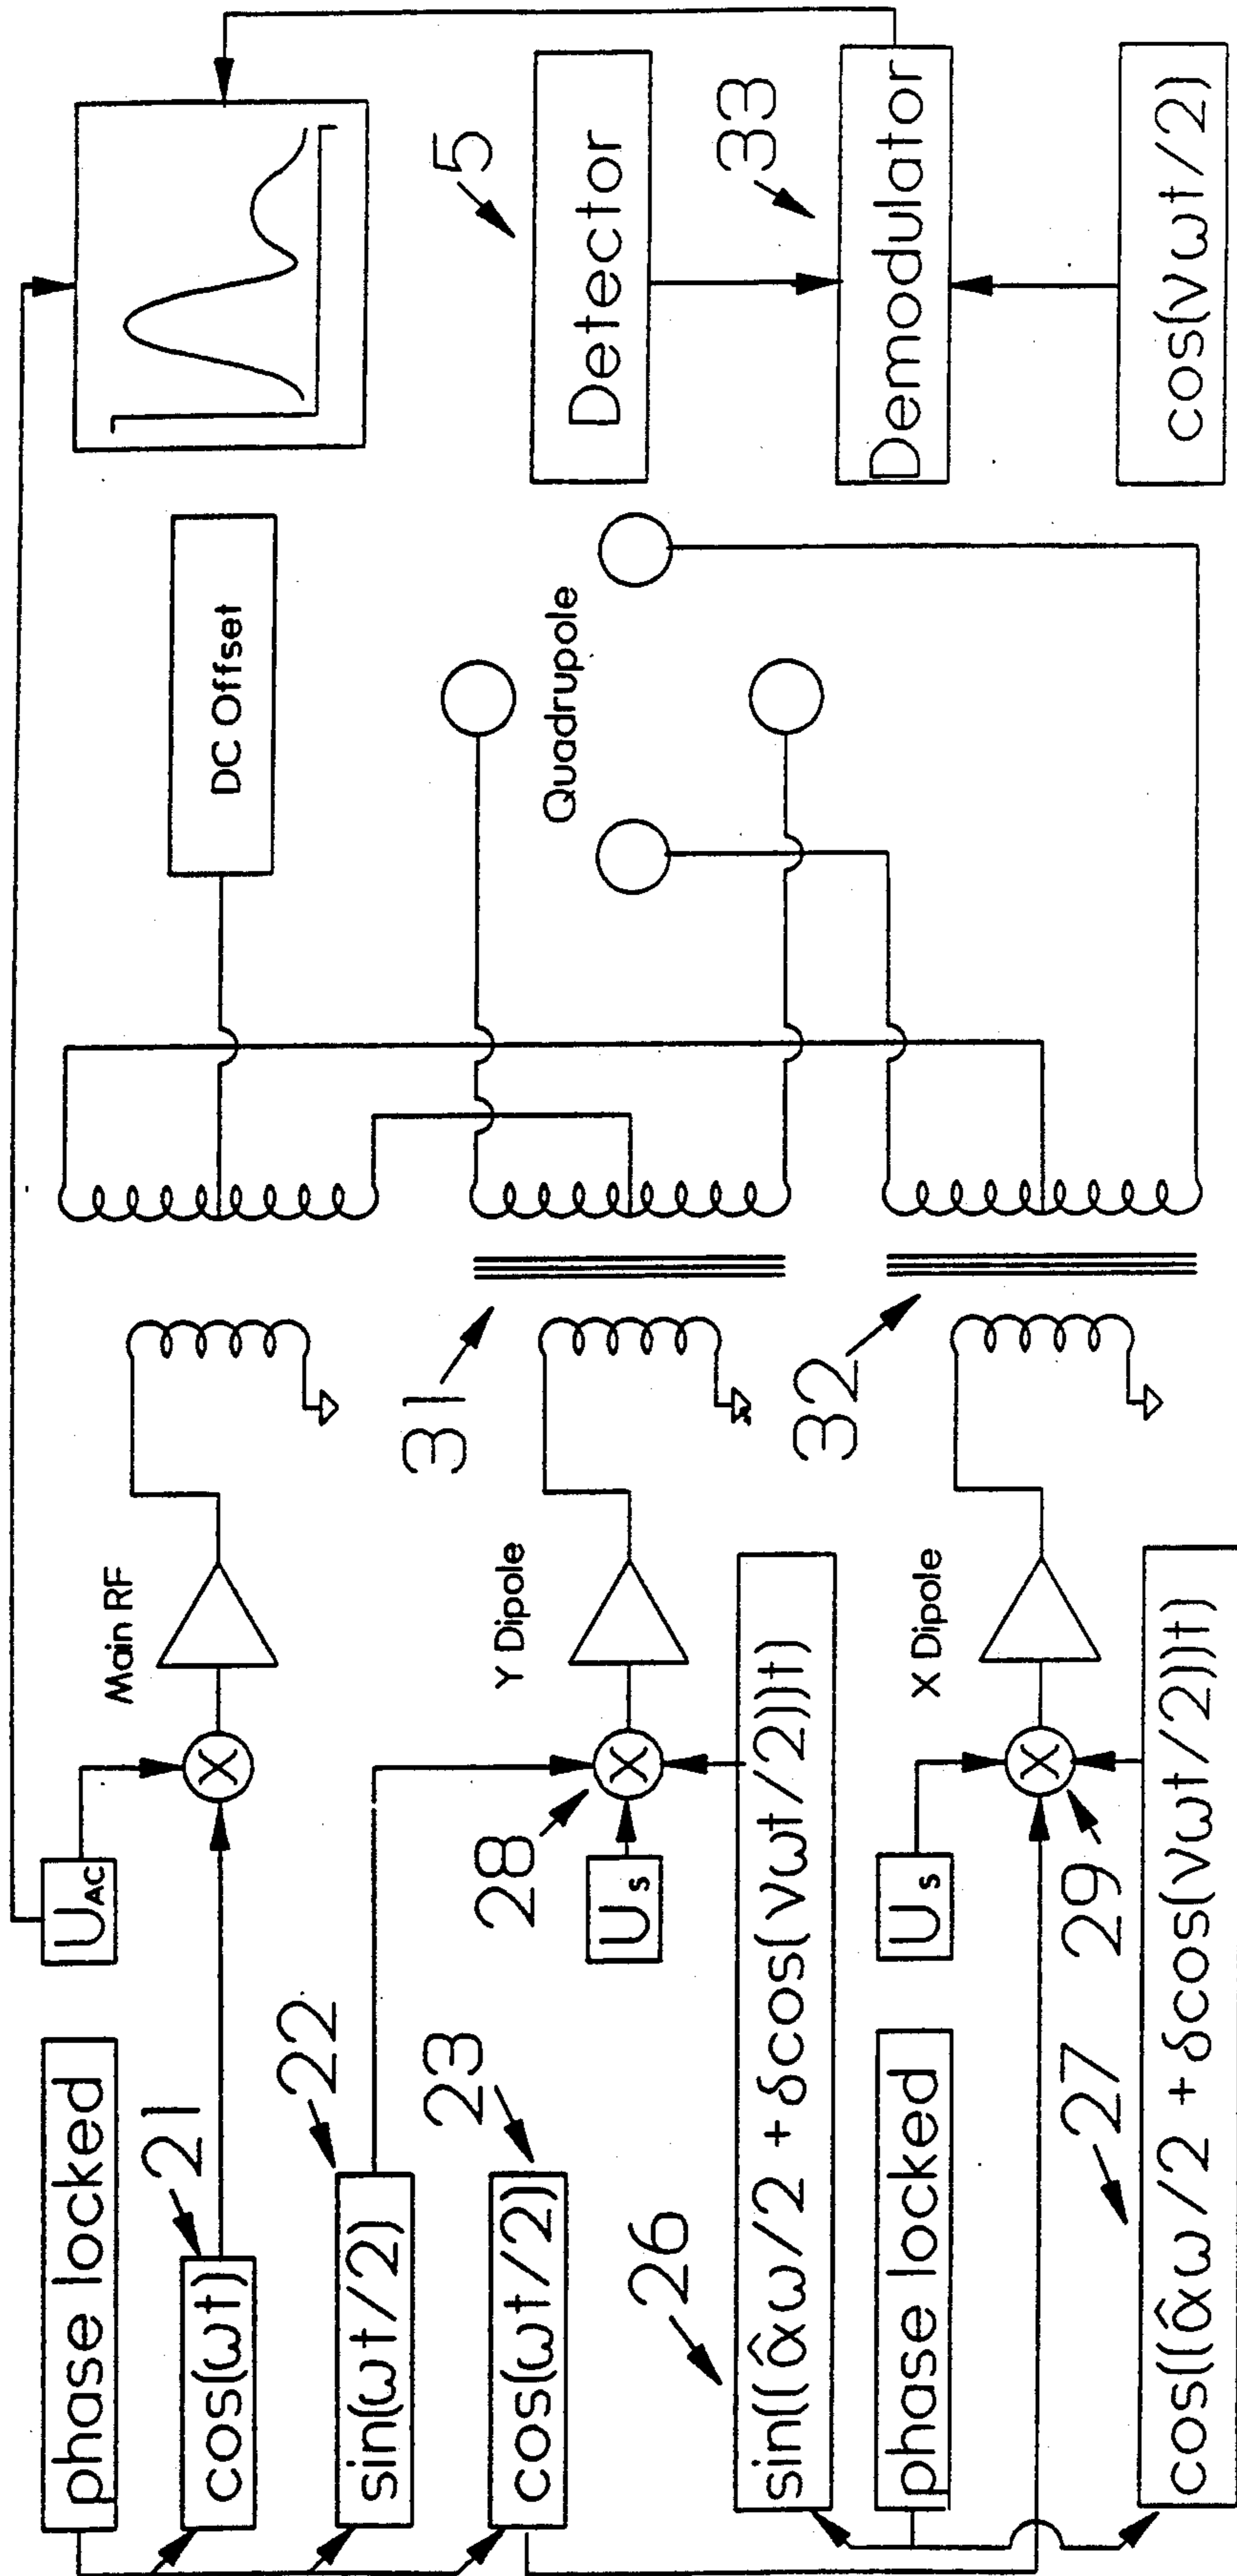 phase locked
21
cos(ωt)
22
sin(ωt/2)
23
cos(ωt/2)
26
sin((α̂ω/2 + δcos(νωt/2))t)
phase locked
27
cos((α̂ω/2 + δcos(νωt/2))t)
U_AC
Main RF
28
U_s
Y Dipole
U_s
29
X Dipole
31
32
DC Offset
Quadrupole
5
Detector
33
Demodulator
cos(νωt/2)